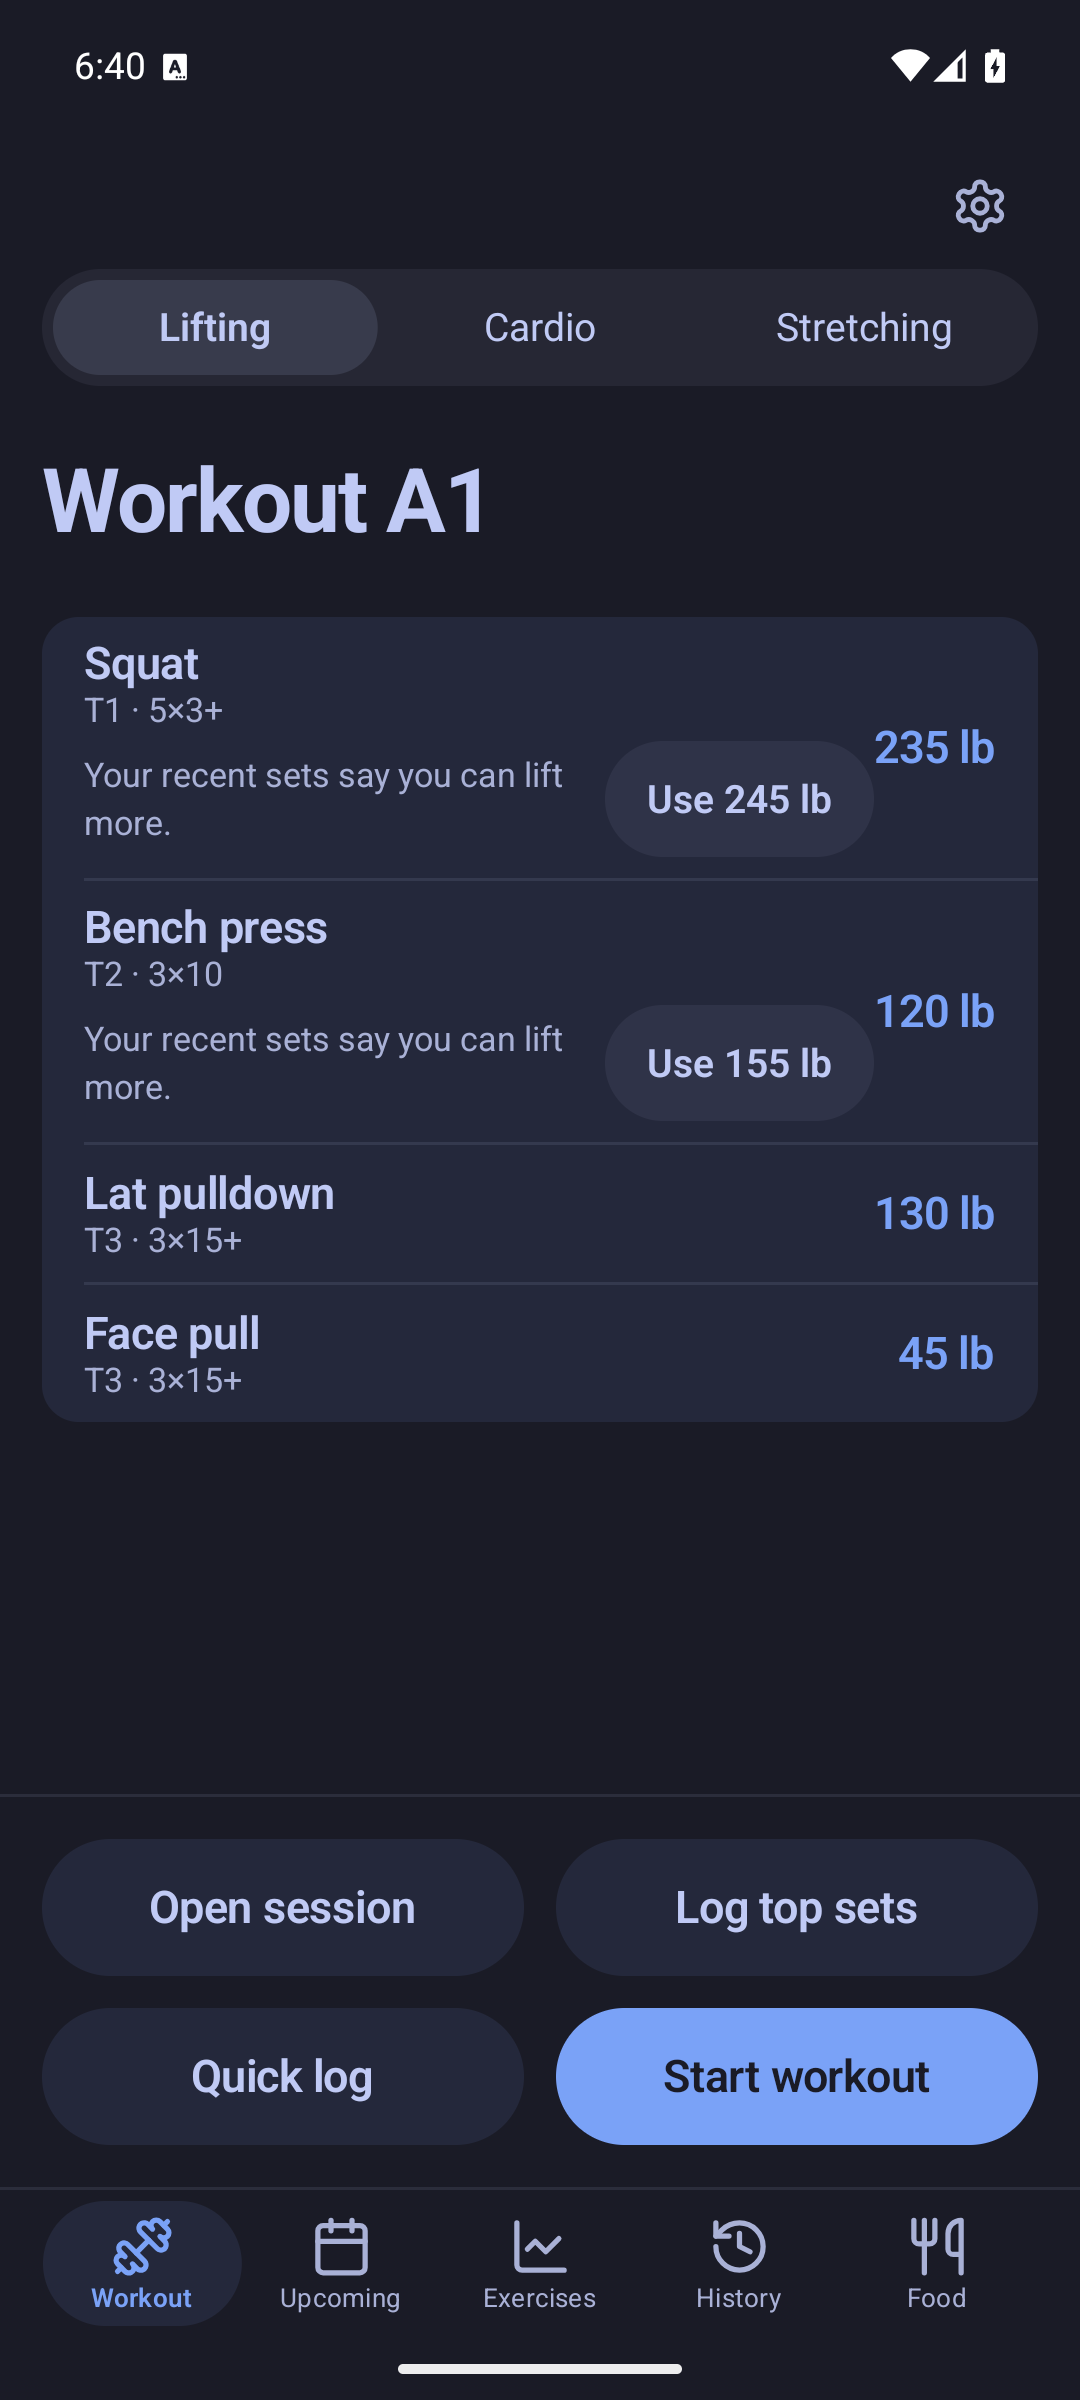 6:40
Lifting
Cardio
Stretching
Workout A1
Squat
T1 · 5×3+
Your recent sets say you can lift
more.
Use 245 lb
235 lb
Bench press
T2 · 3×10
Your recent sets say you can lift
more.
Use 155 lb
120 lb
Lat pulldown
T3 · 3×15+
130 lb
Face pull
T3 · 3×15+
45 lb
Open session
Log top sets
Quick log
Start workout
Workout
Upcoming
Exercises
History
Food